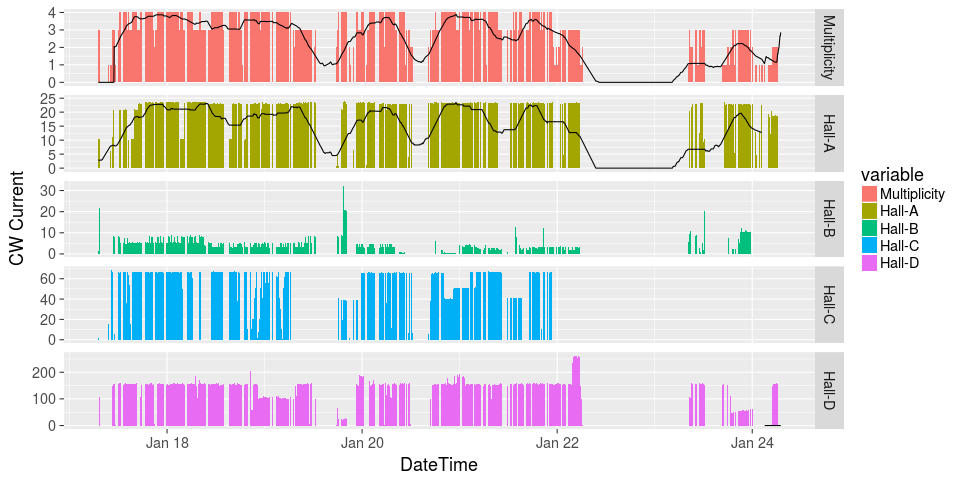 CW Current
4
3
2
1
0
Multiplicity
25
20
15
10
5
0
Hall-A
30
20
10
0
Hall-B
60
40
20
0
Hall-C
200
100
0
Hall-D
Jan 18
Jan 20
Jan 22
Jan 24
DateTime
variable
Multiplicity
Hall-A
Hall-B
Hall-C
Hall-D